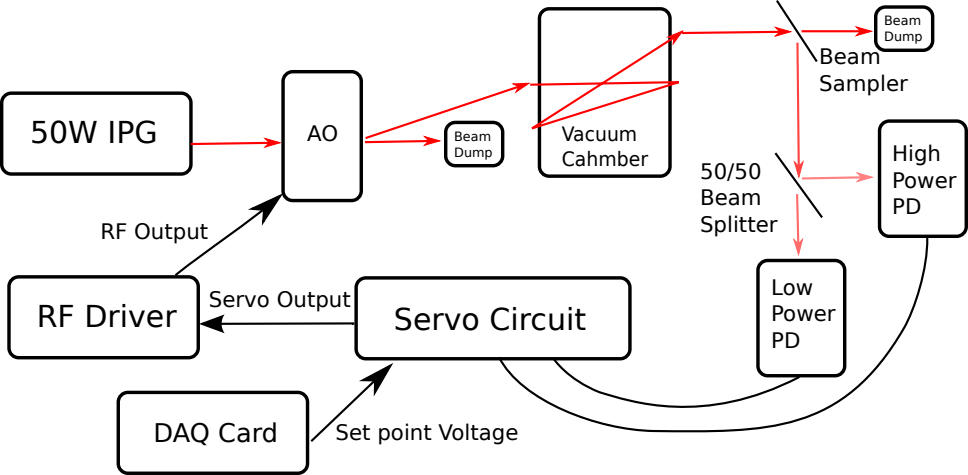 50W IPG
AO
Beam
Dump
Vacuum
Cahmber
Beam
Dump
Beam
Sampler
50/50
Beam
Splitter
High
Power
PD
Low
Power
PD
RF Output
RF Driver
Servo Output
Servo Circuit
DAQ Card
Set point Voltage